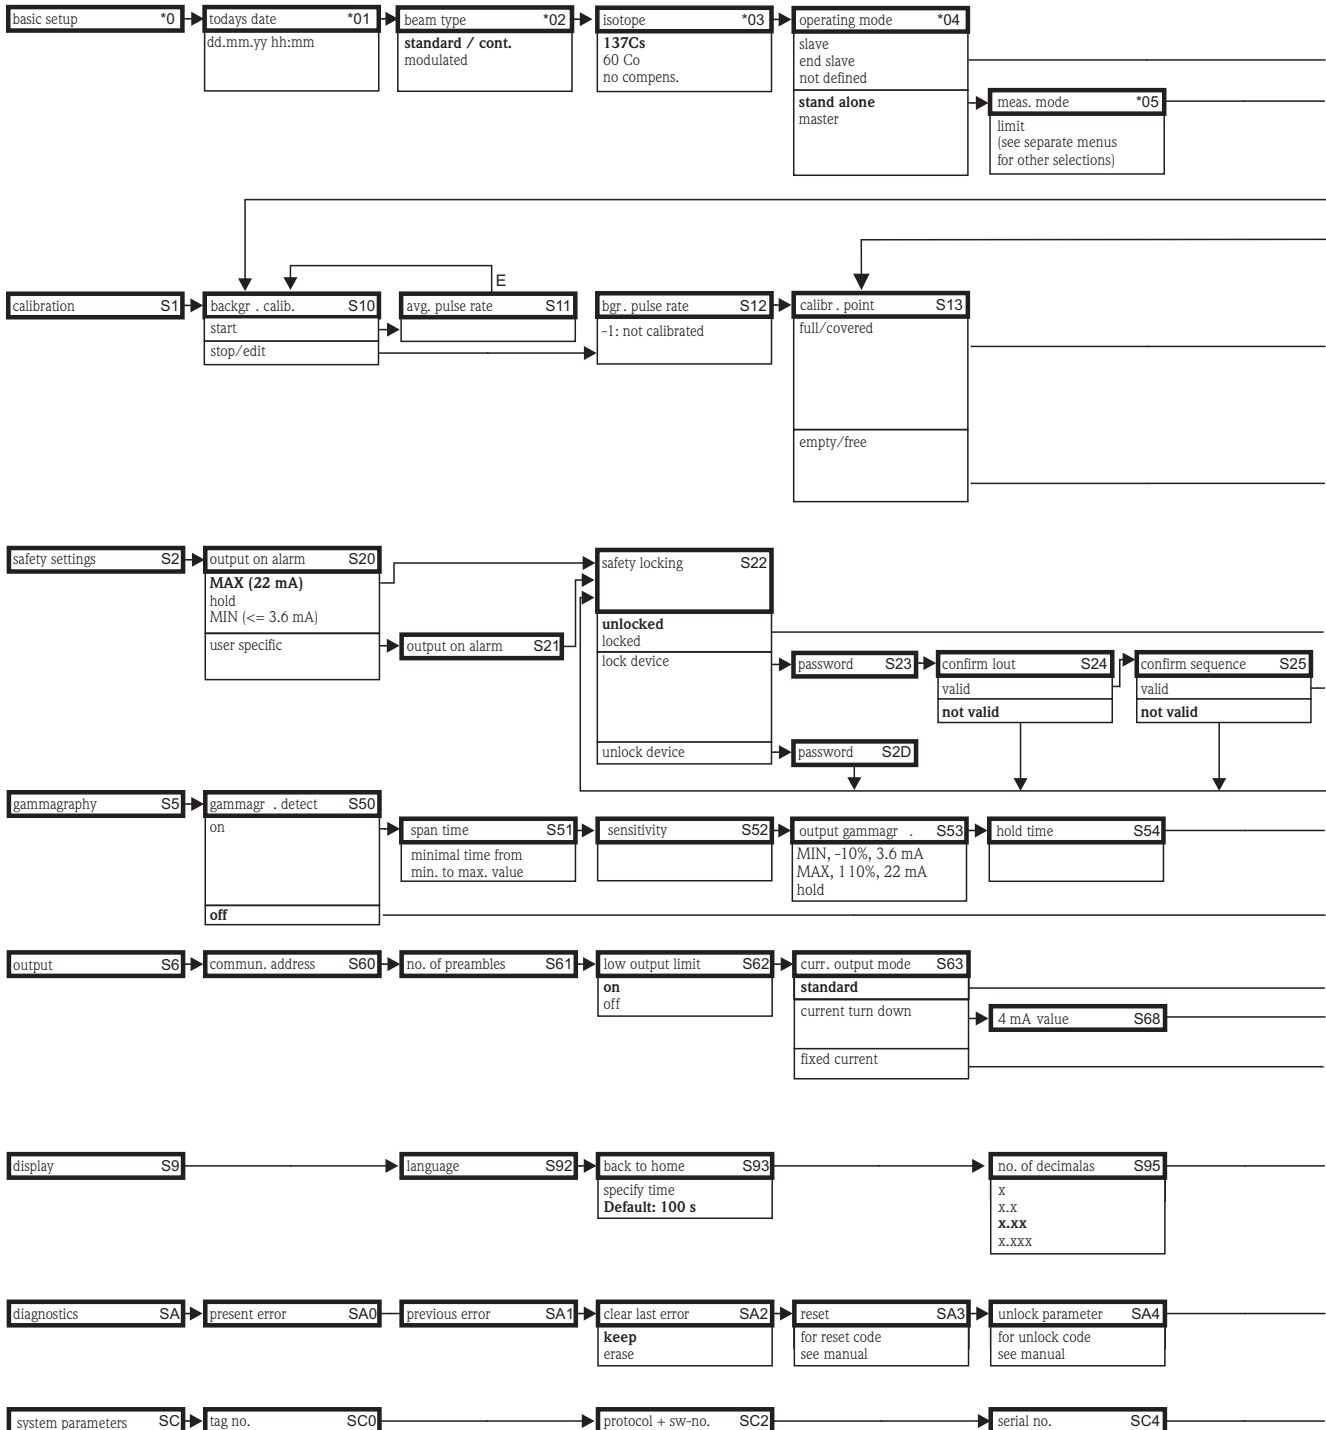 basic setup *0
todays date *01
dd.mm.yy hh:mm
beam type *02
standard / cont.
modulated
isotope *03
137Cs
60 Co
no compens.
operating mode *04
slave
end slave
not defined
stand alone
master
meas. mode *05
limit
(see separate menus
for other selections)
calibration S1
backgr . calib. S10
start
stop/edit
E
avg. pulse rate S11
bgr. pulse rate S12
-1: not calibrated
calibr . point S13
full/covered
empty/free
safety settings S2
output on alarm S20
MAX (22 mA)
hold
MIN (<= 3.6 mA)
user specific
output on alarm S21
safety locking S22
unlocked
locked
lock device
unlock device
password S23
confirm lout S24
valid
not valid
confirm sequence S25
valid
not valid
password S2D
gammagraphy S5
gammagr . detect S50
on
off
span time S51
minimal time from
min. to max. value
sensitivity S52
output gammagr . S53
MIN, -10%, 3.6 mA
MAX, 110%, 22 mA
hold
hold time S54
output S6
commun. address S60
no. of preambles S61
low output limit S62
on
off
curr. output mode S63
standard
current turn down
fixed current
4 mA value S68
display S9
language S92
back to home S93
specify time
Default: 100 s
no. of decimalas S95
x
x.x
x.xx
x.xxx
diagnostics SA
present error SA0
previous error SA1
clear last error SA2
keep
erase
reset SA3
for reset code
see manual
unlock parameter SA4
for unlock code
see manual
system parameters SC
tag no. SC0
protocol + sw-no. SC2
serial no. SC4